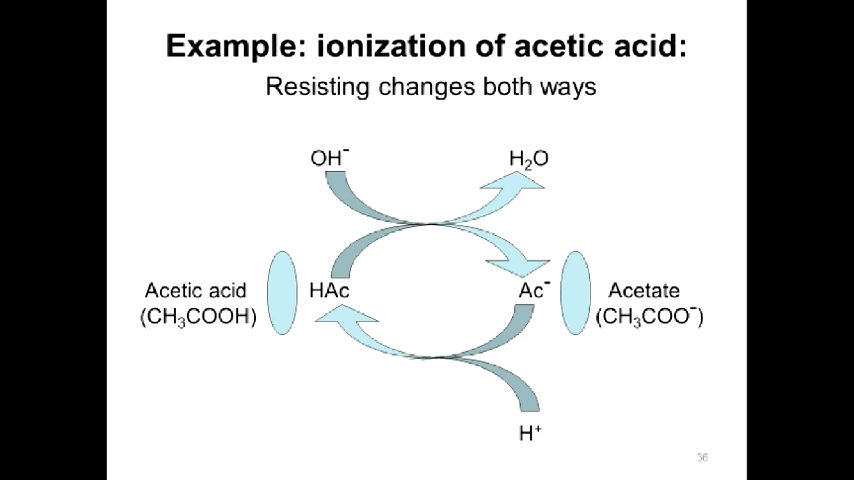 Example: ionization of acetic acid:
Resisting changes both ways
OH⁻ H₂O
Acetic acid HAc Ac⁻ Acetate
(CH₃COOH) (CH₃COO⁻)
H⁺
36